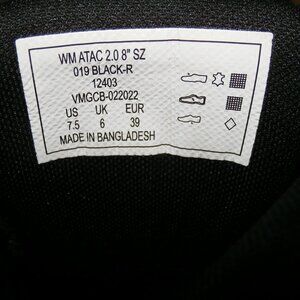 WM ATAC 2.0 8" SZ
019 BLACK-R
12403
VMGCB-022022
US UK EUR
7.5 6 39
MADE IN BANGLADESH